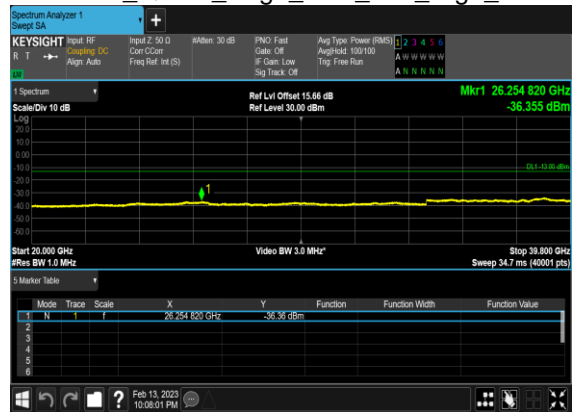 Spectrum Analyzer 1
Swept SA
+
KEYSIGHT
R T
Input: RF
Coupling: DC
Align: Auto
Input Z: 50 Ω
Corr CCorr
Freq Ref: Int (S)
#Atten: 30 dB
PNO: Fast
Gate: Off
IF Gain: Low
Sig Track: Off
Avg Type: Power (RMS)
Avg|Hold: 100/100
Trig: Free Run
1 2 3 4 5 6
A W W W W W
A N N N N N
1 Spectrum
Scale/Div 10 dB
Ref Lvl Offset 15.66 dB
Ref Level 30.00 dBm
Mkr1 26.254 820 GHz
-36.355 dBm
Log
20.0
10.0
0.00
-10.0
DL1 -13.00 dBm
-20.0
-30.0
1
-40.0
-50.0
-60.0
Start 20.000 GHz
#Res BW 1.0 MHz
Video BW 3.0 MHz*
Stop 39.800 GHz
Sweep 34.7 ms (40001 pts)
5 Marker Table
Mode Trace Scale X Y Function Function Width Function Value
1 N 1 f 26.254 820 GHz -36.36 dBm
2
3
4
5
6
?
Feb 13, 2023
10:08:01 PM